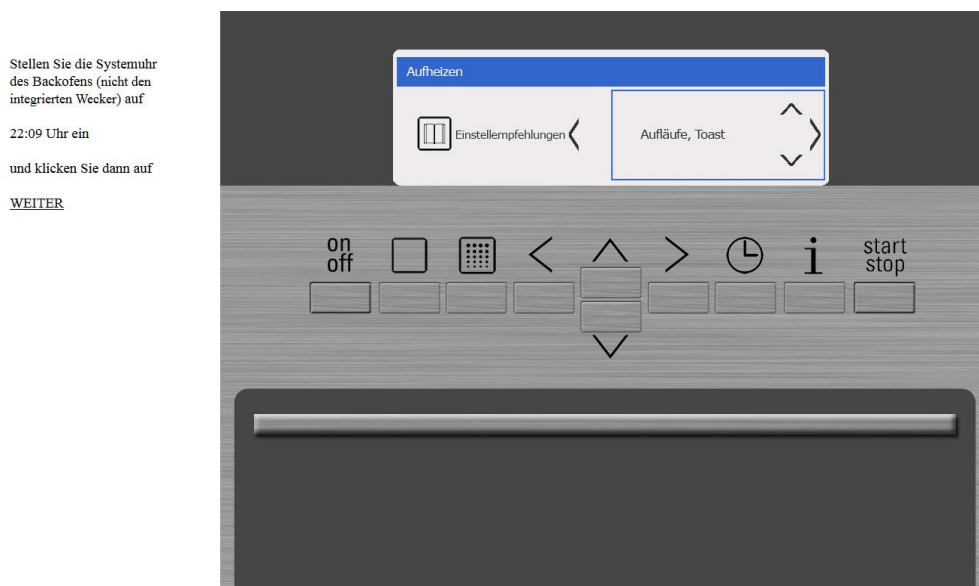 Stellen Sie die Systemuhr
des Backofens (nicht den
integrierten Wecker) auf
22:09 Uhr ein
und klicken Sie dann auf
WEITER
Aufheizen
Einstellempfehlungen
Aufläufe, Toast
on
off
i
start
stop